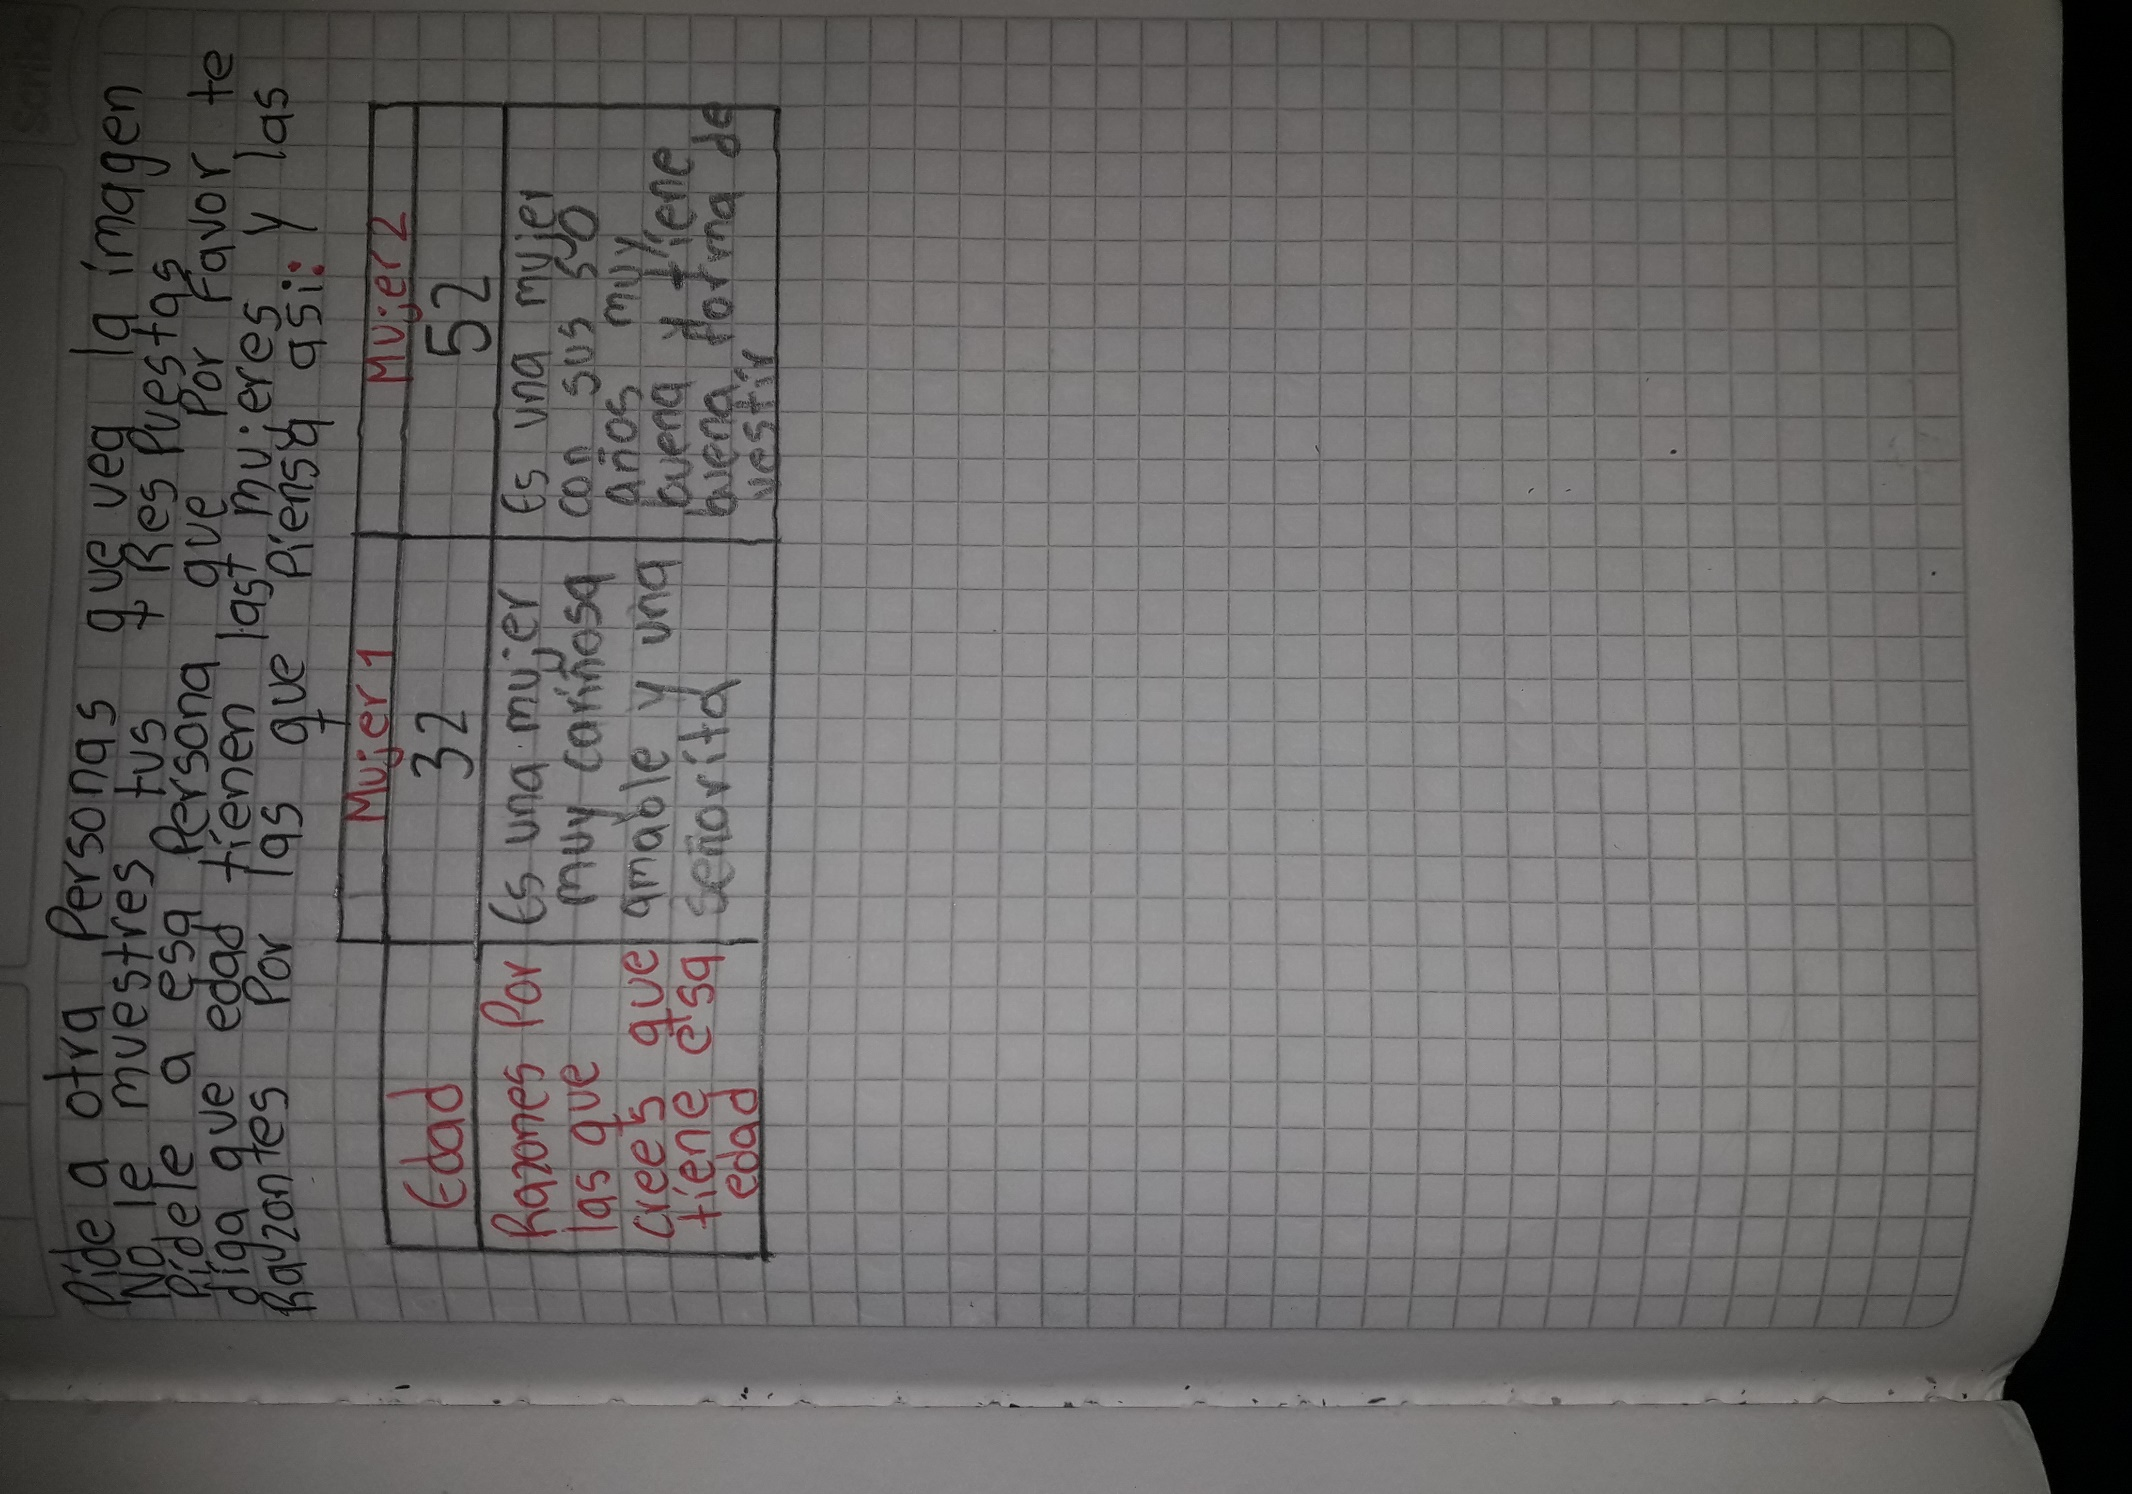 Pide a otra Personas que vea la imagen
No le muestres tus Respuestas
Pidele a esa Persona que Por Favor te
diga que edad tienen las mujeres y las
Rauzontes Por las que Piensa asi:
Mujer 1
Mujer 2
Edad
32
52
Razones Por
las que
crees que
tiene esa
edad
Es una mujer
muy cariñosa
amable y una
señorita
Es una mujer
con sus 50
años muy
buena y tiene
buena forma de
vestir